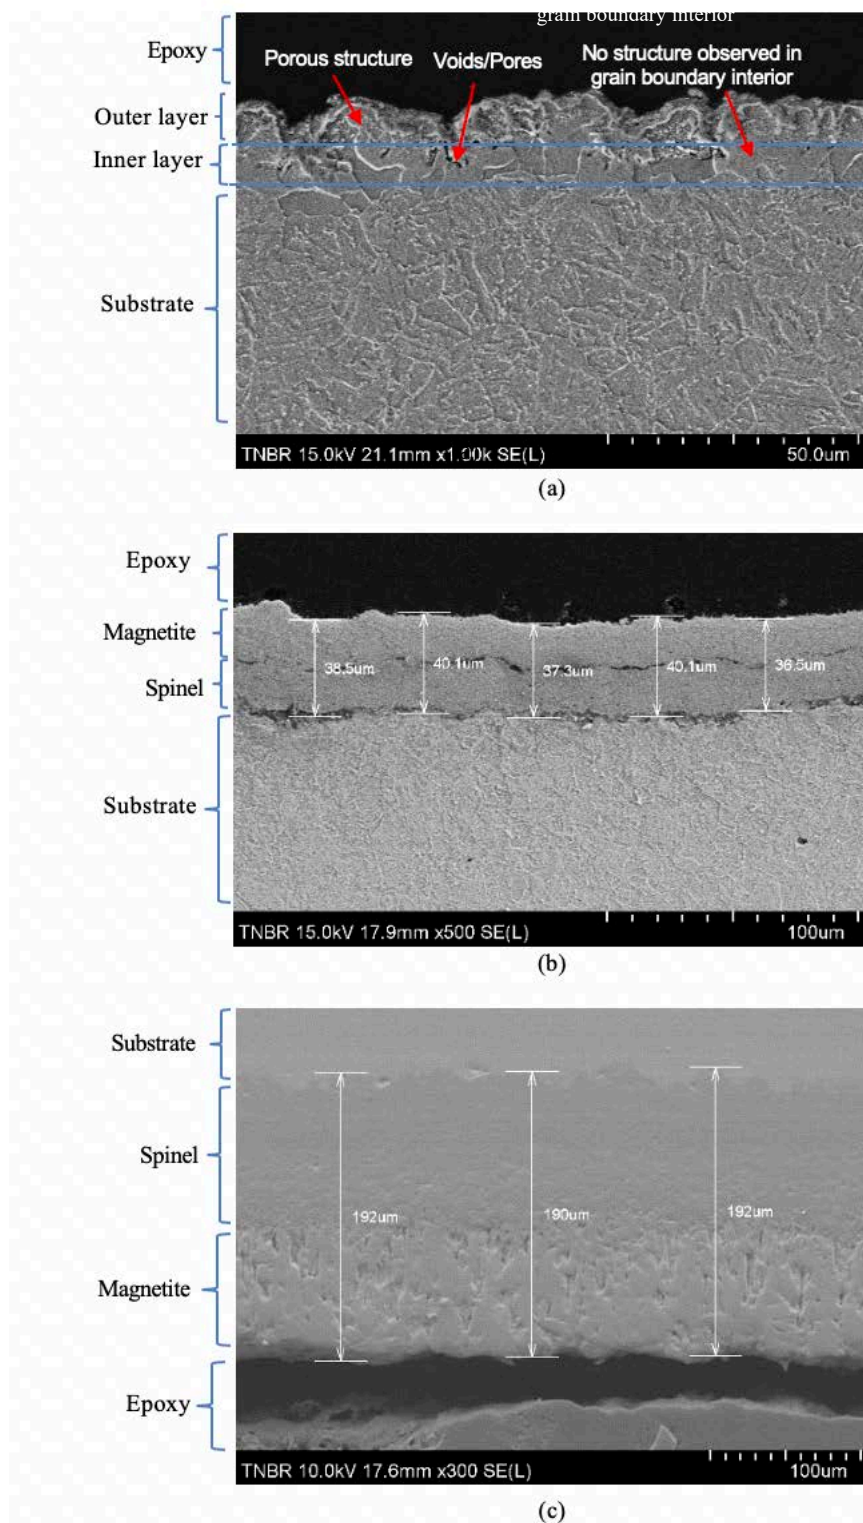 grain boundary interior
Epoxy
Porous structure
Voids/Pores
No structure observed in
grain boundary interior
Outer layer
Inner layer
Substrate
TNBR 15.0kV 21.1mm x1.00k SE(L)
50.0um
(a)
Epoxy
Magnetite
Spinel
38.5um
40.1um
37.3um
40.1um
36.5um
Substrate
TNBR 15.0kV 17.9mm x500 SE(L)
100um
(b)
Substrate
Spinel
192um
190um
192um
Magnetite
Epoxy
TNBR 10.0kV 17.6mm x300 SE(L)
100um
(c)